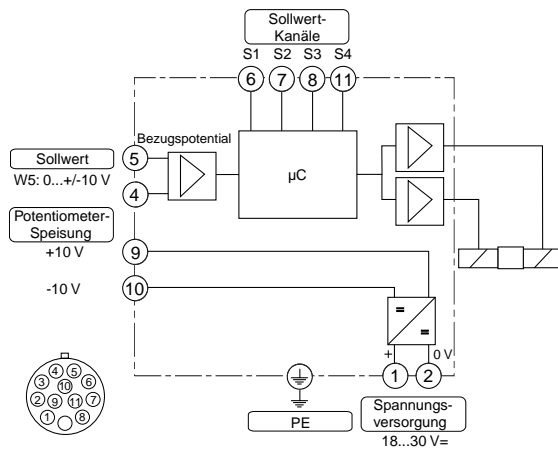 Sollwert-
Kanäle
S1 S2 S3 S4
6 7 8 11
Bezugspotential
5
Sollwert
W5: 0...+/-10 V
4
µC
Potentiometer-
Speisung
+10 V
9
-10 V
10
=
=
+ 0 V
1 2
PE
Spannungs-
versorgung
18...30 V=
4 5
3 10 6
2 9 11 7
1 8